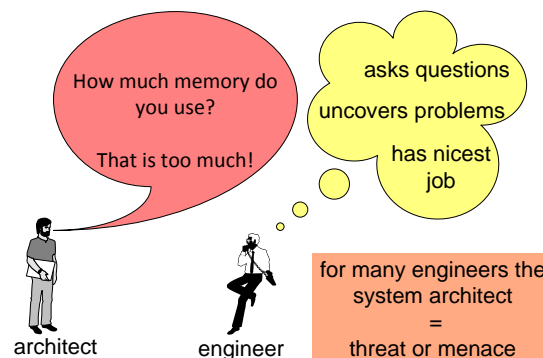 How much memory do
you use?
That is too much!
asks questions
uncovers problems
has nicest
job
architect
engineer
for many engineers the
system architect
=
threat or menace